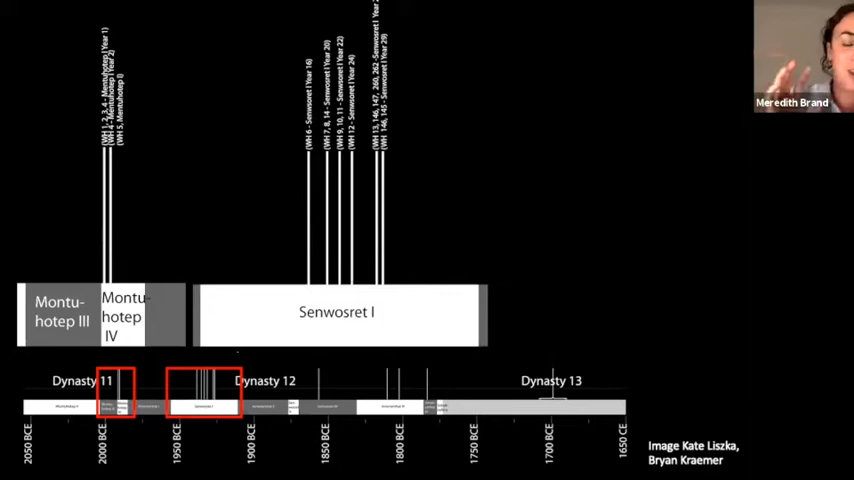 (WH 1, 2, 3, 4 - Mentuhotep I Year 1)
(WH 5, Mentuhotep I)
(WH 6 - Senwosret I Year 16)
(WH 7, 8, 14 - Senwosret I Year 20)
(WH 9, 10, 11 - Senwosret I Year 22)
(WH 12 - Senwosret I Year 24)
(WH 13, 146, 147, 260, 262 -Senwosret I Year
(WH 146, 145 - Senwosret I Year 29)
Meredith Brand
Montu-
hotep III
Montu-
hotep
IV
Senwosret I
Dynasty 11
Dynasty 12
Dynasty 13
2050 BCE
2000 BCE
1950 BCE
1900 BCE
1850 BCE
1800 BCE
1750 BCE
1700 BCE
1650 CE
Image Kate Liszka,
Bryan Kraemer